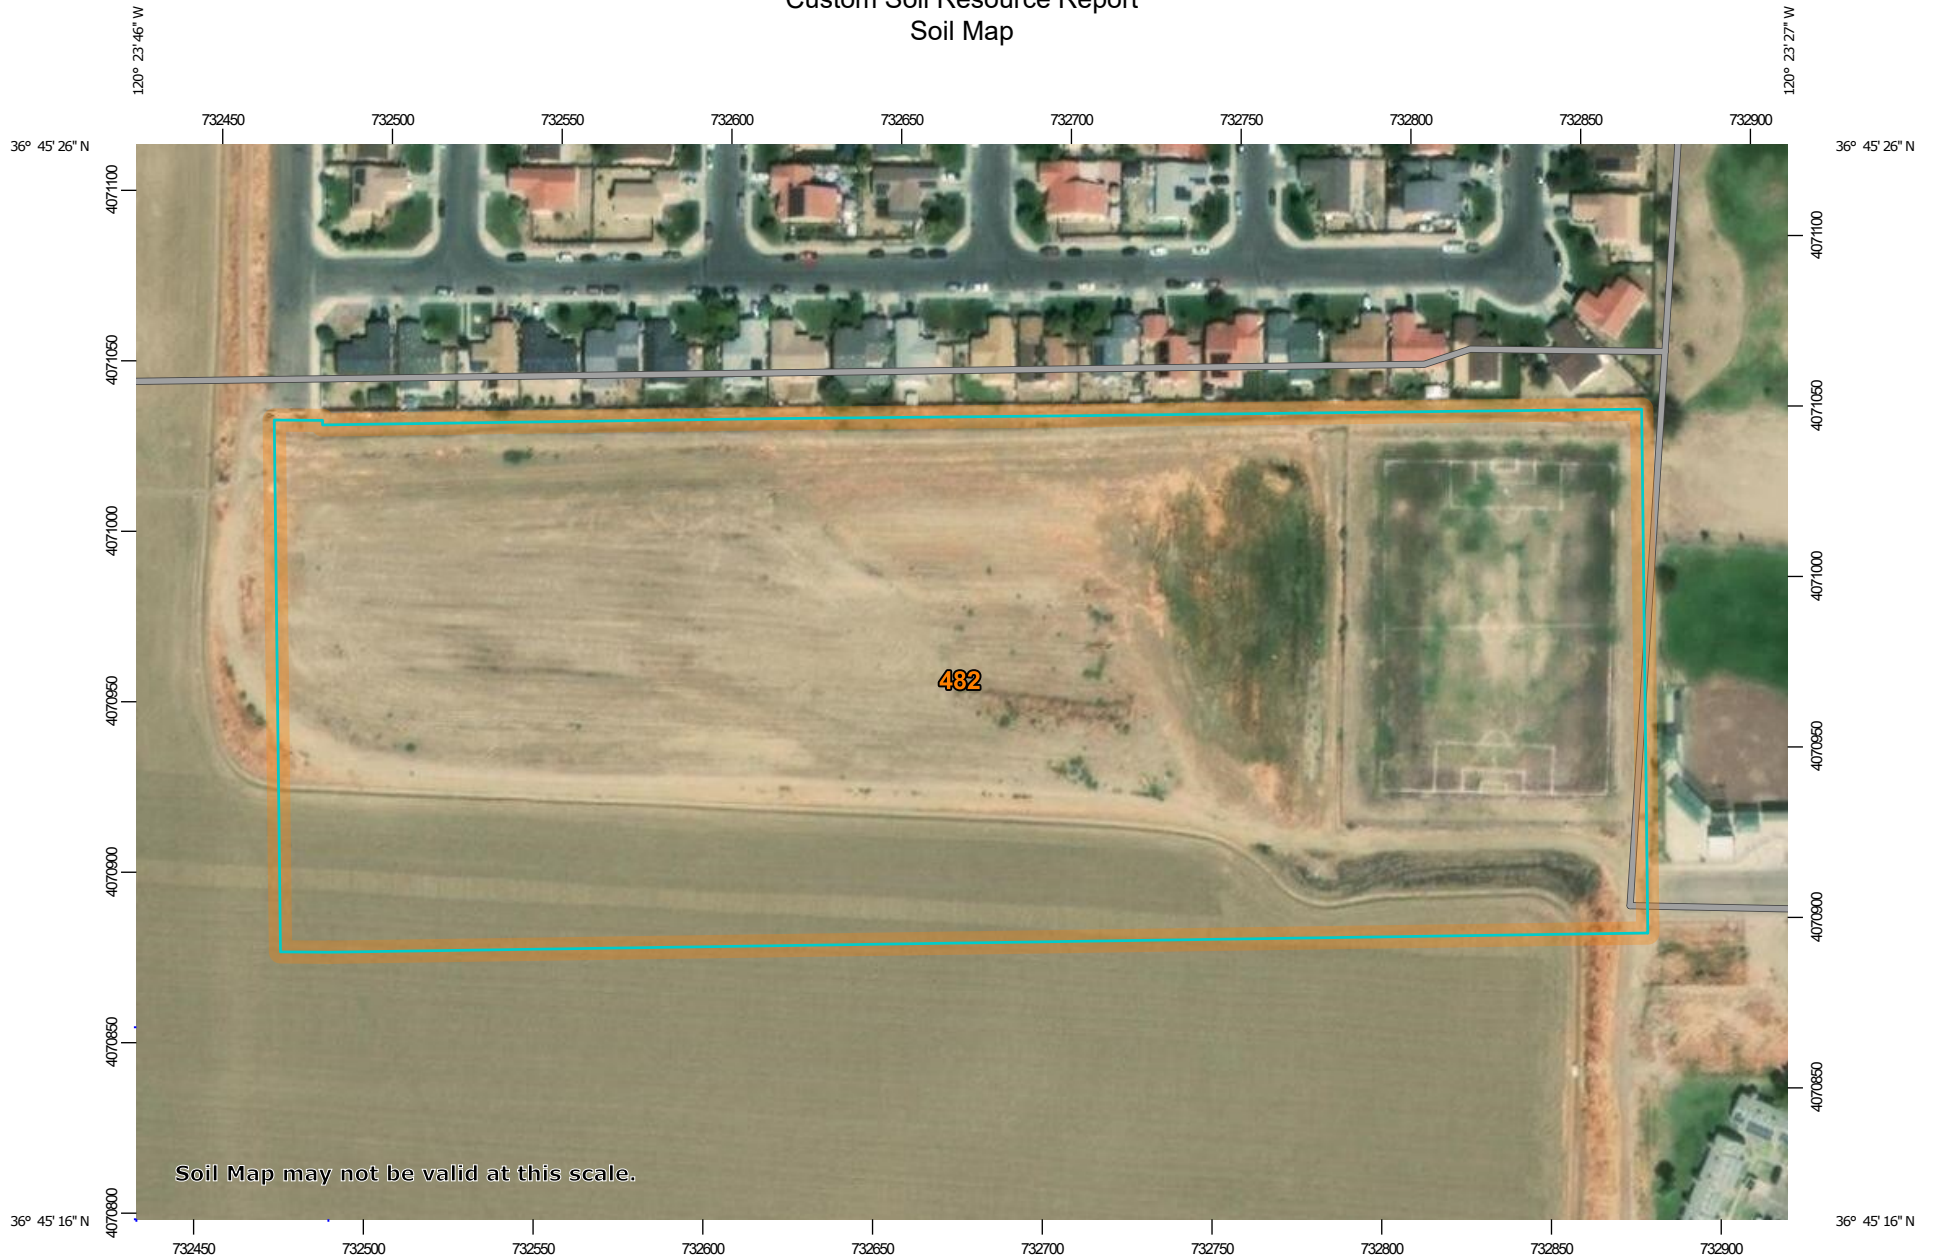 Custom Soil Resource Report
Soil Map
120° 23' 46'' W
120° 23' 27'' W
732450 732500 732550 732600 732650 732700 732750 732800 732850 732900
36° 45' 26'' N
36° 45' 26'' N
4071100
4071100
4071050
4071050
4071000
4071000
482
4070950
4070950
4070900
4070900
4070850
4070850
Soil Map may not be valid at this scale.
4070800
36° 45' 16'' N
36° 45' 16'' N
732450 732500 732550 732600 732650 732700 732750 732800 732850 732900